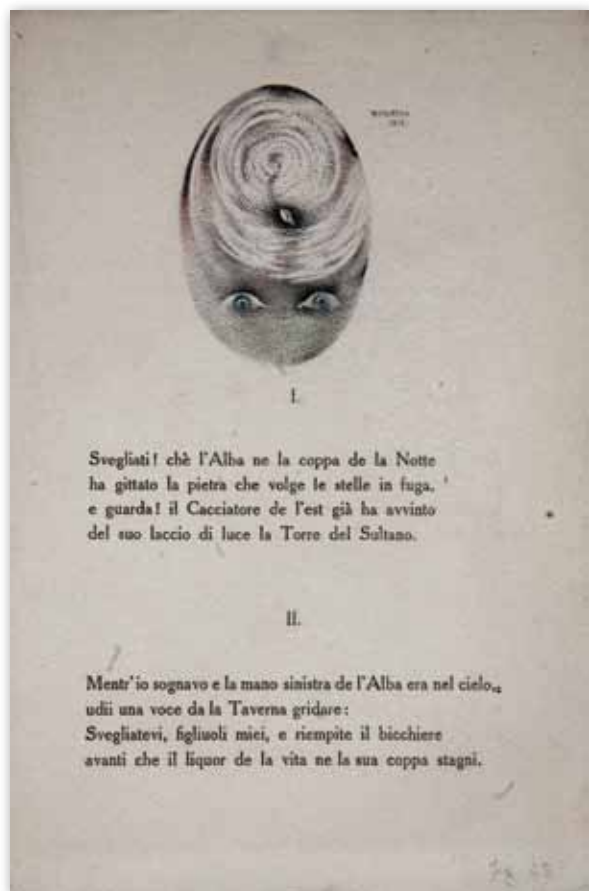 I.
Svegliati! chè l'Alba ne la coppa de la Notte
ha gittato la pietra che volge le stelle in fuga.
e guarda! il Cacciatore de l'est già ha avvinto
del suo laccio di luce la Torre del Sultano.
II.
Mentr'io sognavo e la mano sinistra de l'Alba era nel cielo,
udii una voce da la Taverna gridare:
Svegliatevi, figliuoli miei, e riempite il bicchiere
avanti che il liquor de la vita ne la sua coppa stagni.